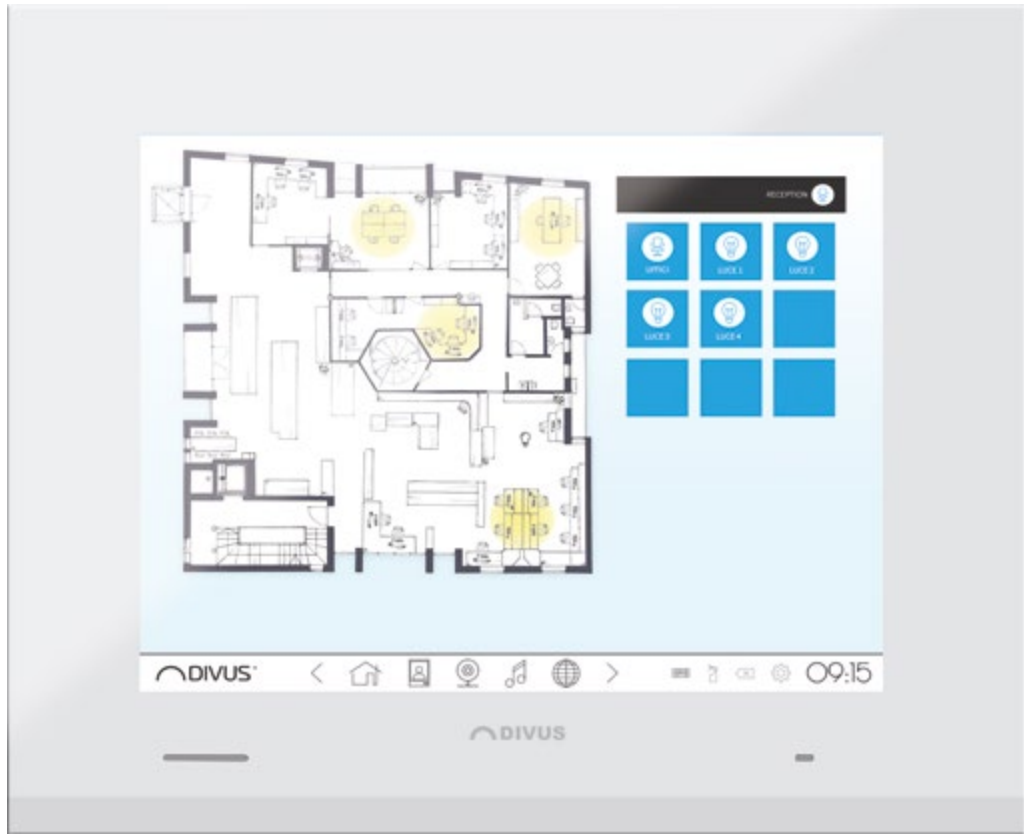 RECEPTION
UFFICI
LUCE 1
LUCE 2
LUCE 3
LUCE 4
DIVUS
09:15
DIVUS